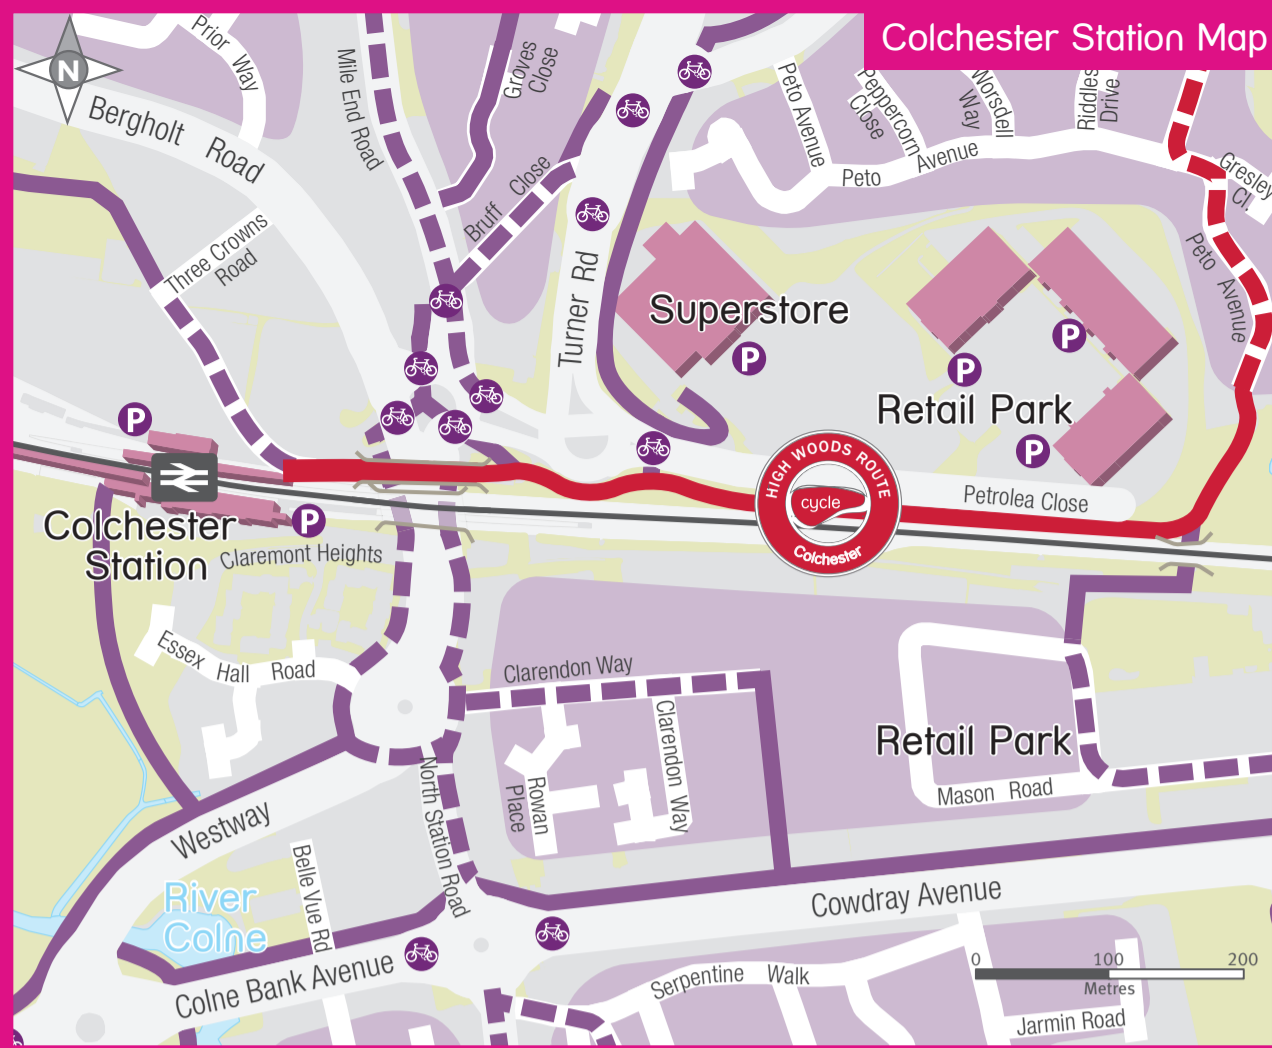 Colchester Station Map
N
Prior Way
Bergholt Road
Mile End Road
Groves
Close
Peto Avenue
Peppercorn
Close
Worsdell
Way
Riddles
Drive
Gresley
Cl.
Peto Avenue
Peto Avenue
Bruff Close
Three Crowns
Road
Turner Rd
Superstore
P
P
P
Retail Park
P
P
HIGH WOODS ROUTE
cycle
Colchester
Petrolea Close
Colchester
Station
P
Claremont Heights
Essex Hall Road
Clarendon Way
Clarendon Way
Rowan
Place
Retail Park
Mason Road
North Station Road
Westway
Belle Vue Rd
River
Colne
Colne Bank Avenue
Cowdray Avenue
Serpentine Walk
0 100 200
Metres
Jarmin Road